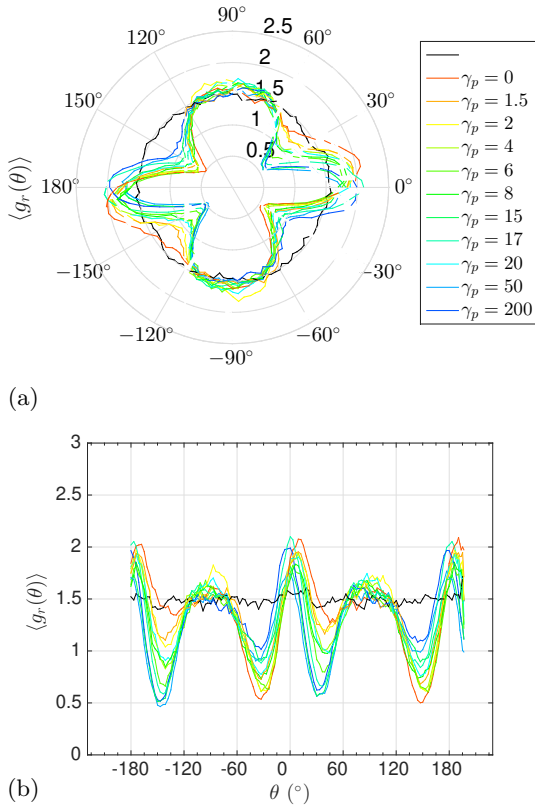 90°
120°
60°
150°
30°
180°
0°
−150°
−30°
−120°
−60°
−90°
2.5
2
1.5
1
0.5
⟨g_r(θ)⟩
γ_p = 0
γ_p = 1.5
γ_p = 2
γ_p = 4
γ_p = 6
γ_p = 8
γ_p = 15
γ_p = 17
γ_p = 20
γ_p = 50
γ_p = 200
(a)
3
2.5
2
1.5
1
0.5
0
⟨g_r(θ)⟩
-180 -120 -60 0 60 120 180
θ (°)
(b)